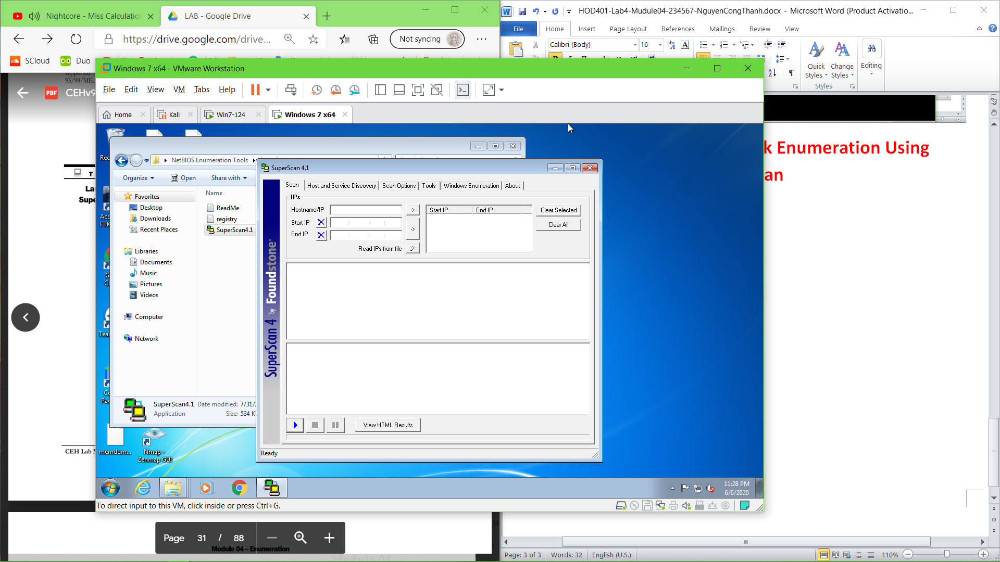 Nightcore - Miss Calculation
LAB - Google Drive
https://drive.google.com/drive...
Not syncing
SCloud
Duo
HOD401-Lab4-Mudule04-234567-NguyenCongThanh.docx - Microsoft Word (Product Activatio...
File
Home
Insert
Page Layout
References
Mailings
Review
View
Calibri (Body)
16
Quick Styles
Change Styles
Editing
Styles
supported
95/98/ME.
PDF
CEHv9
T
La
Supe
CEH Lab M
Windows 7 x64 - VMware Workstation
File
Edit
View
VM
Tabs
Help
Home
Kali
Win7-124
Windows 7 x64
k Enumeration Using
an
NetBIOS Enumeration Tools
Organize
Open
Share with
Favorites
Desktop
Downloads
Recent Places
Libraries
Documents
Music
Pictures
Videos
Computer
Network
Name
ReadMe
registry
SuperScan4.1
SuperScan4.1
Date modified: 7/31/
Application
Size: 534 K
SuperScan 4.1
Scan
Host and Service Discovery
Scan Options
Tools
Windows Enumeration
About
IPs
Hostname/IP
Start IP
End IP
Read IPs from file
Start IP
End IP
Clear Selected
Clear All
SuperScan 4 by Foundstone
View HTML Results
Ready
Rec
Acc
FTK
G
Cl
Tea
Co
Pac
memdum...
Nmap -
Zenmap GUI
11:28 PM
6/6/2020
To direct input to this VM, click inside or press Ctrl+G.
Page 31 / 88
Module 04 – Enumeration
Module 04
Page: 3 of 3
Words: 32
English (U.S.)
110%